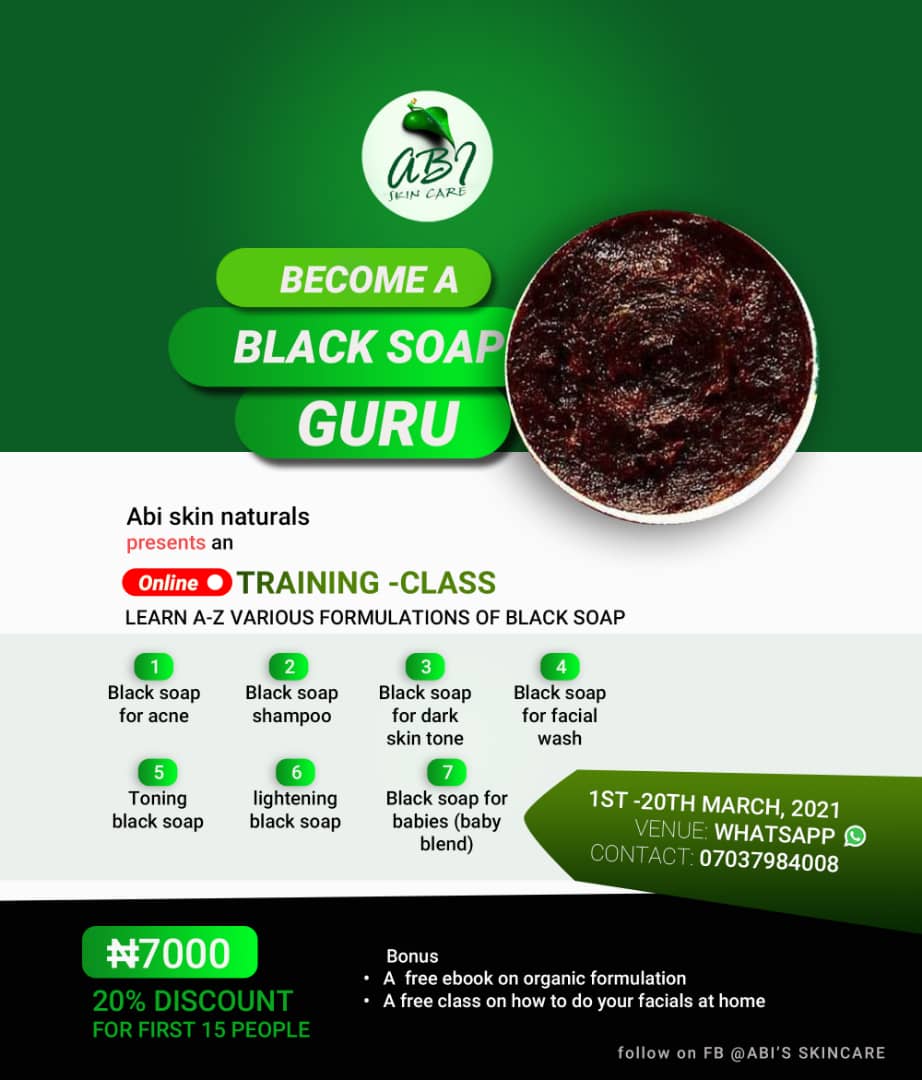 ABI
SKIN CARE
BECOME A
BLACK SOAP
GURU
Abi skin naturals
presents an
Online TRAINING -CLASS
LEARN A-Z VARIOUS FORMULATIONS OF BLACK SOAP
1
Black soap
for acne
2
Black soap
shampoo
3
Black soap
for dark
skin tone
4
Black soap
for facial
wash
5
Toning
black soap
6
lightening
black soap
7
Black soap for
babies (baby
blend)
1ST -20TH MARCH, 2021
VENUE: WHATSAPP
CONTACT: 07037984008
₦7000
20% DISCOUNT
FOR FIRST 15 PEOPLE
Bonus
• A free ebook on organic formulation
• A free class on how to do your facials at home
follow on FB @ABI'S SKINCARE